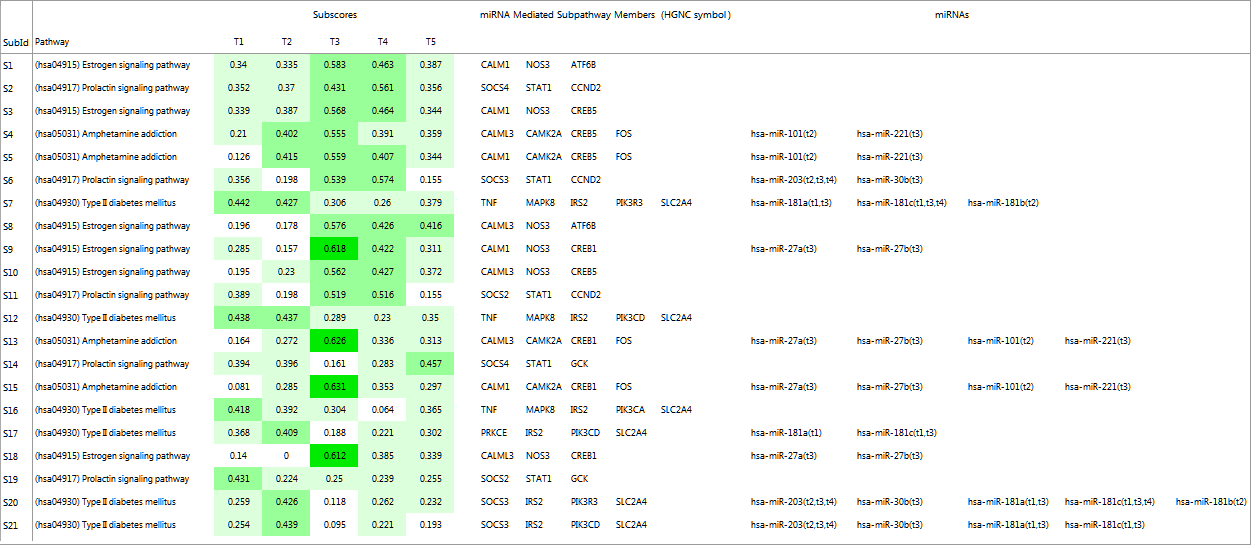 Subscores miRNA Mediated Subpathway Members (HGNC symbol) miRNAs
SubId Pathway T1 T2 T3 T4 T5
S1 (hsa04915) Estrogen signaling pathway 0.34 0.335 0.583 0.463 0.387 CALM1 NOS3 ATF6B
S2 (hsa04917) Prolactin signaling pathway 0.352 0.37 0.431 0.561 0.356 SOCS4 STAT1 CCND2
S3 (hsa04915) Estrogen signaling pathway 0.339 0.387 0.568 0.464 0.344 CALM1 NOS3 CREB5
S4 (hsa05031) Amphetamine addiction 0.21 0.402 0.555 0.391 0.359 CALML3 CAMK2A CREB5 FOS hsa-miR-101(t2) hsa-miR-221(t3)
S5 (hsa05031) Amphetamine addiction 0.126 0.415 0.559 0.407 0.344 CALM1 CAMK2A CREB5 FOS hsa-miR-101(t2) hsa-miR-221(t3)
S6 (hsa04917) Prolactin signaling pathway 0.356 0.198 0.539 0.574 0.155 SOCS3 STAT1 CCND2 hsa-miR-203(t2,t3,t4) hsa-miR-30b(t3)
S7 (hsa04930) Type Ⅱ diabetes mellitus 0.442 0.427 0.306 0.26 0.379 TNF MAPK8 IRS2 PIK3R3 SLC2A4 hsa-miR-181a(t1,t3) hsa-miR-181c(t1,t3,t4) hsa-miR-181b(t2)
S8 (hsa04915) Estrogen signaling pathway 0.196 0.178 0.576 0.426 0.416 CALML3 NOS3 ATF6B
S9 (hsa04915) Estrogen signaling pathway 0.285 0.157 0.618 0.422 0.311 CALM1 NOS3 CREB1 hsa-miR-27a(t3) hsa-miR-27b(t3)
S10 (hsa04915) Estrogen signaling pathway 0.195 0.23 0.562 0.427 0.372 CALML3 NOS3 CREB5
S11 (hsa04917) Prolactin signaling pathway 0.389 0.198 0.519 0.516 0.155 SOCS2 STAT1 CCND2
S12 (hsa04930) Type Ⅱ diabetes mellitus 0.438 0.437 0.289 0.23 0.35 TNF MAPK8 IRS2 PIK3CD SLC2A4
S13 (hsa05031) Amphetamine addiction 0.164 0.272 0.626 0.336 0.313 CALML3 CAMK2A CREB1 FOS hsa-miR-27a(t3) hsa-miR-27b(t3) hsa-miR-101(t2) hsa-miR-221(t3)
S14 (hsa04917) Prolactin signaling pathway 0.394 0.396 0.161 0.283 0.457 SOCS4 STAT1 GCK
S15 (hsa05031) Amphetamine addiction 0.081 0.285 0.631 0.353 0.297 CALM1 CAMK2A CREB1 FOS hsa-miR-27a(t3) hsa-miR-27b(t3) hsa-miR-101(t2) hsa-miR-221(t3)
S16 (hsa04930) Type Ⅱ diabetes mellitus 0.418 0.392 0.304 0.064 0.365 TNF MAPK8 IRS2 PIK3CA SLC2A4
S17 (hsa04930) Type Ⅱ diabetes mellitus 0.368 0.409 0.188 0.221 0.302 PRKCE IRS2 PIK3CD SLC2A4 hsa-miR-181a(t1) hsa-miR-181c(t1,t3)
S18 (hsa04915) Estrogen signaling pathway 0.14 0 0.612 0.385 0.339 CALML3 NOS3 CREB1 hsa-miR-27a(t3) hsa-miR-27b(t3)
S19 (hsa04917) Prolactin signaling pathway 0.431 0.224 0.25 0.239 0.255 SOCS2 STAT1 GCK
S20 (hsa04930) Type Ⅱ diabetes mellitus 0.259 0.426 0.118 0.262 0.232 SOCS3 IRS2 PIK3R3 SLC2A4 hsa-miR-203(t2,t3,t4) hsa-miR-30b(t3) hsa-miR-181a(t1,t3) hsa-miR-181c(t1,t3,t4) hsa-miR-181b(t2)
S21 (hsa04930) Type Ⅱ diabetes mellitus 0.254 0.439 0.095 0.221 0.193 SOCS3 IRS2 PIK3CD SLC2A4 hsa-miR-203(t2,t3,t4) hsa-miR-30b(t3) hsa-miR-181a(t1,t3) hsa-miR-181c(t1,t3)